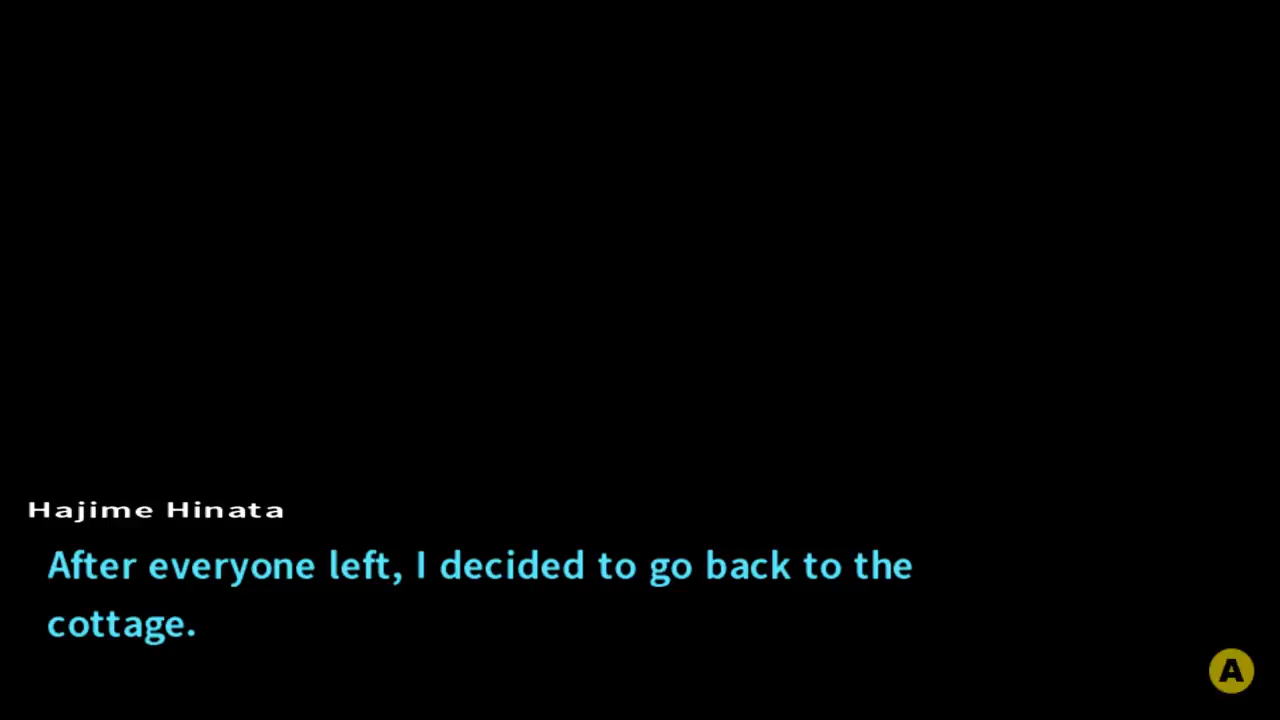 Hajime Hinata
After everyone left, I decided to go back to the
cottage.
A